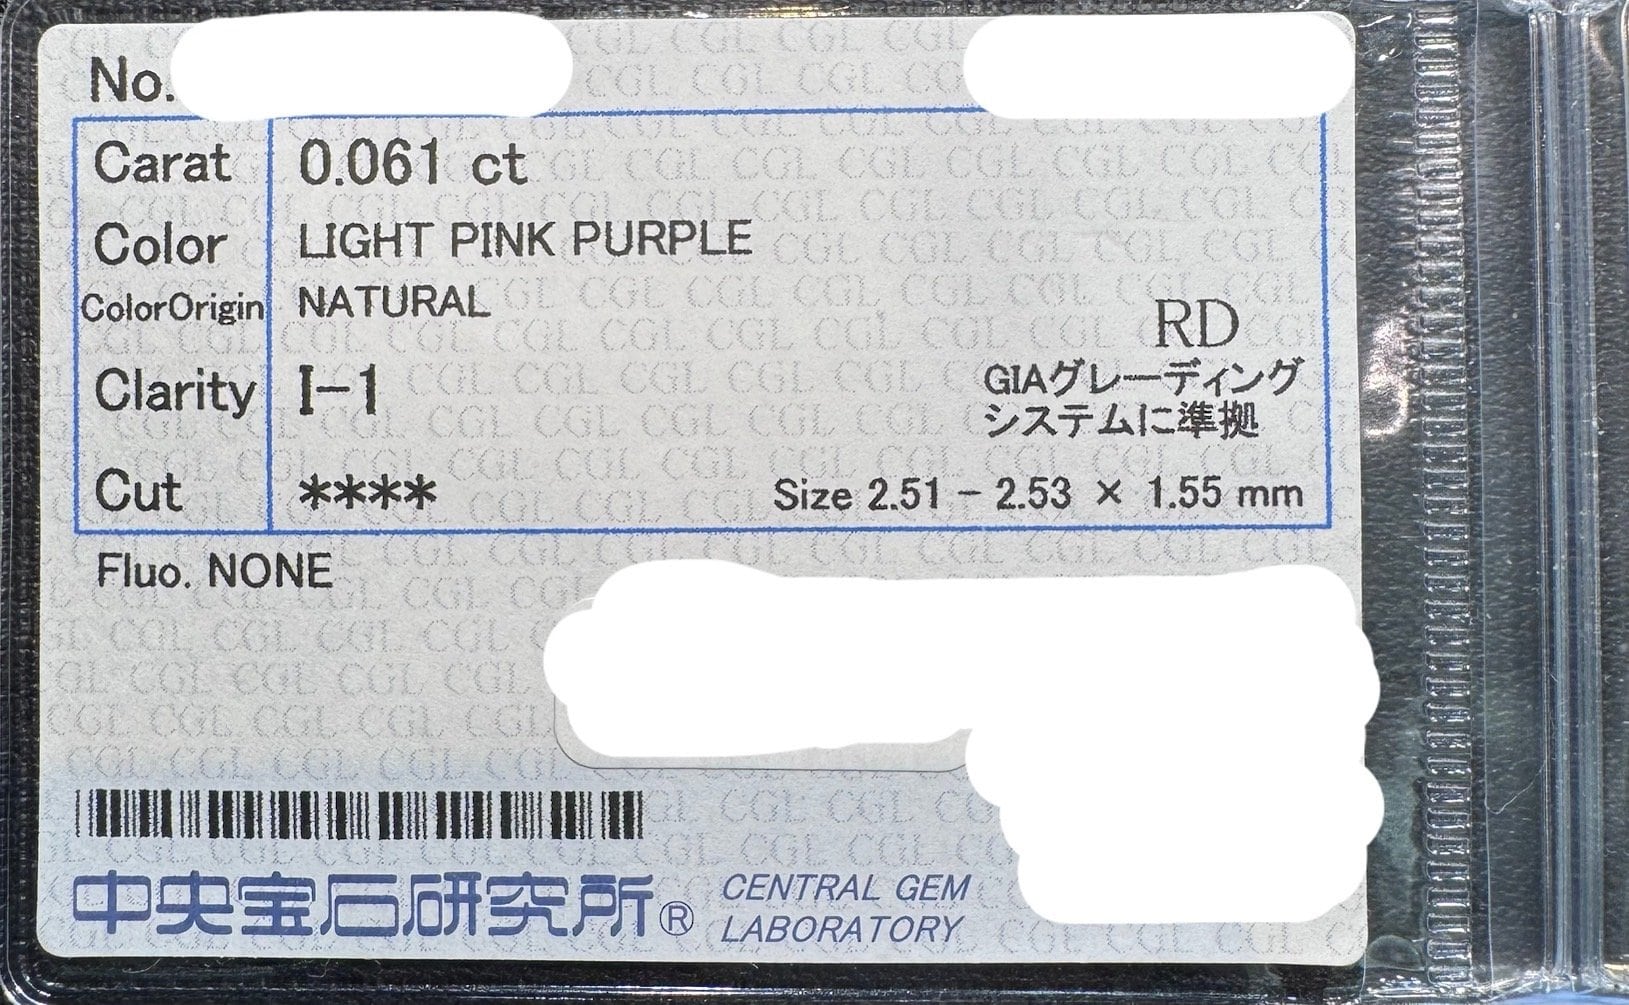 No.
Carat 0.061 ct
Color LIGHT PINK PURPLE
ColorOrigin NATURAL
RD
Clarity I-1
GIAグレーディング
システムに準拠
Cut ****
Size 2.51 - 2.53 × 1.55 mm
Fluo. NONE
中央宝石研究所®
CENTRAL GEM
LABORATORY